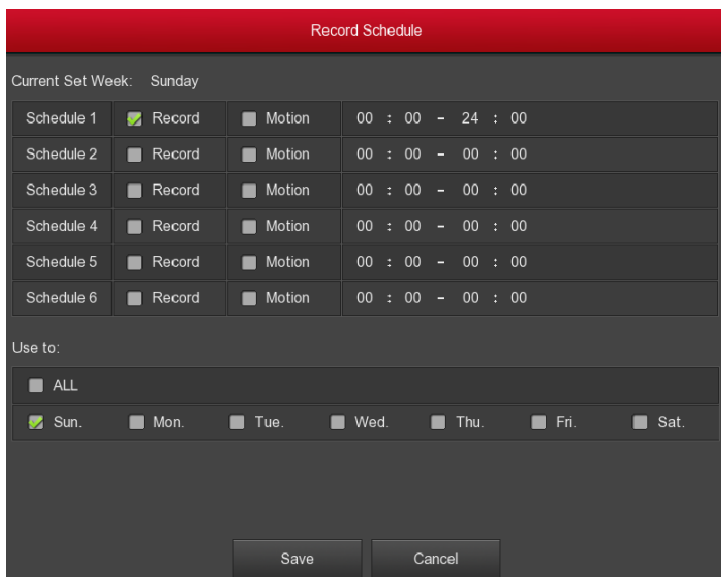 Record Schedule
Current Set Week: Sunday
Schedule 1 Record Motion 00 : 00 - 24 : 00
Schedule 2 Record Motion 00 : 00 - 00 : 00
Schedule 3 Record Motion 00 : 00 - 00 : 00
Schedule 4 Record Motion 00 : 00 - 00 : 00
Schedule 5 Record Motion 00 : 00 - 00 : 00
Schedule 6 Record Motion 00 : 00 - 00 : 00
Use to:
ALL
Sun. Mon. Tue. Wed. Thu. Fri. Sat.
Save Cancel